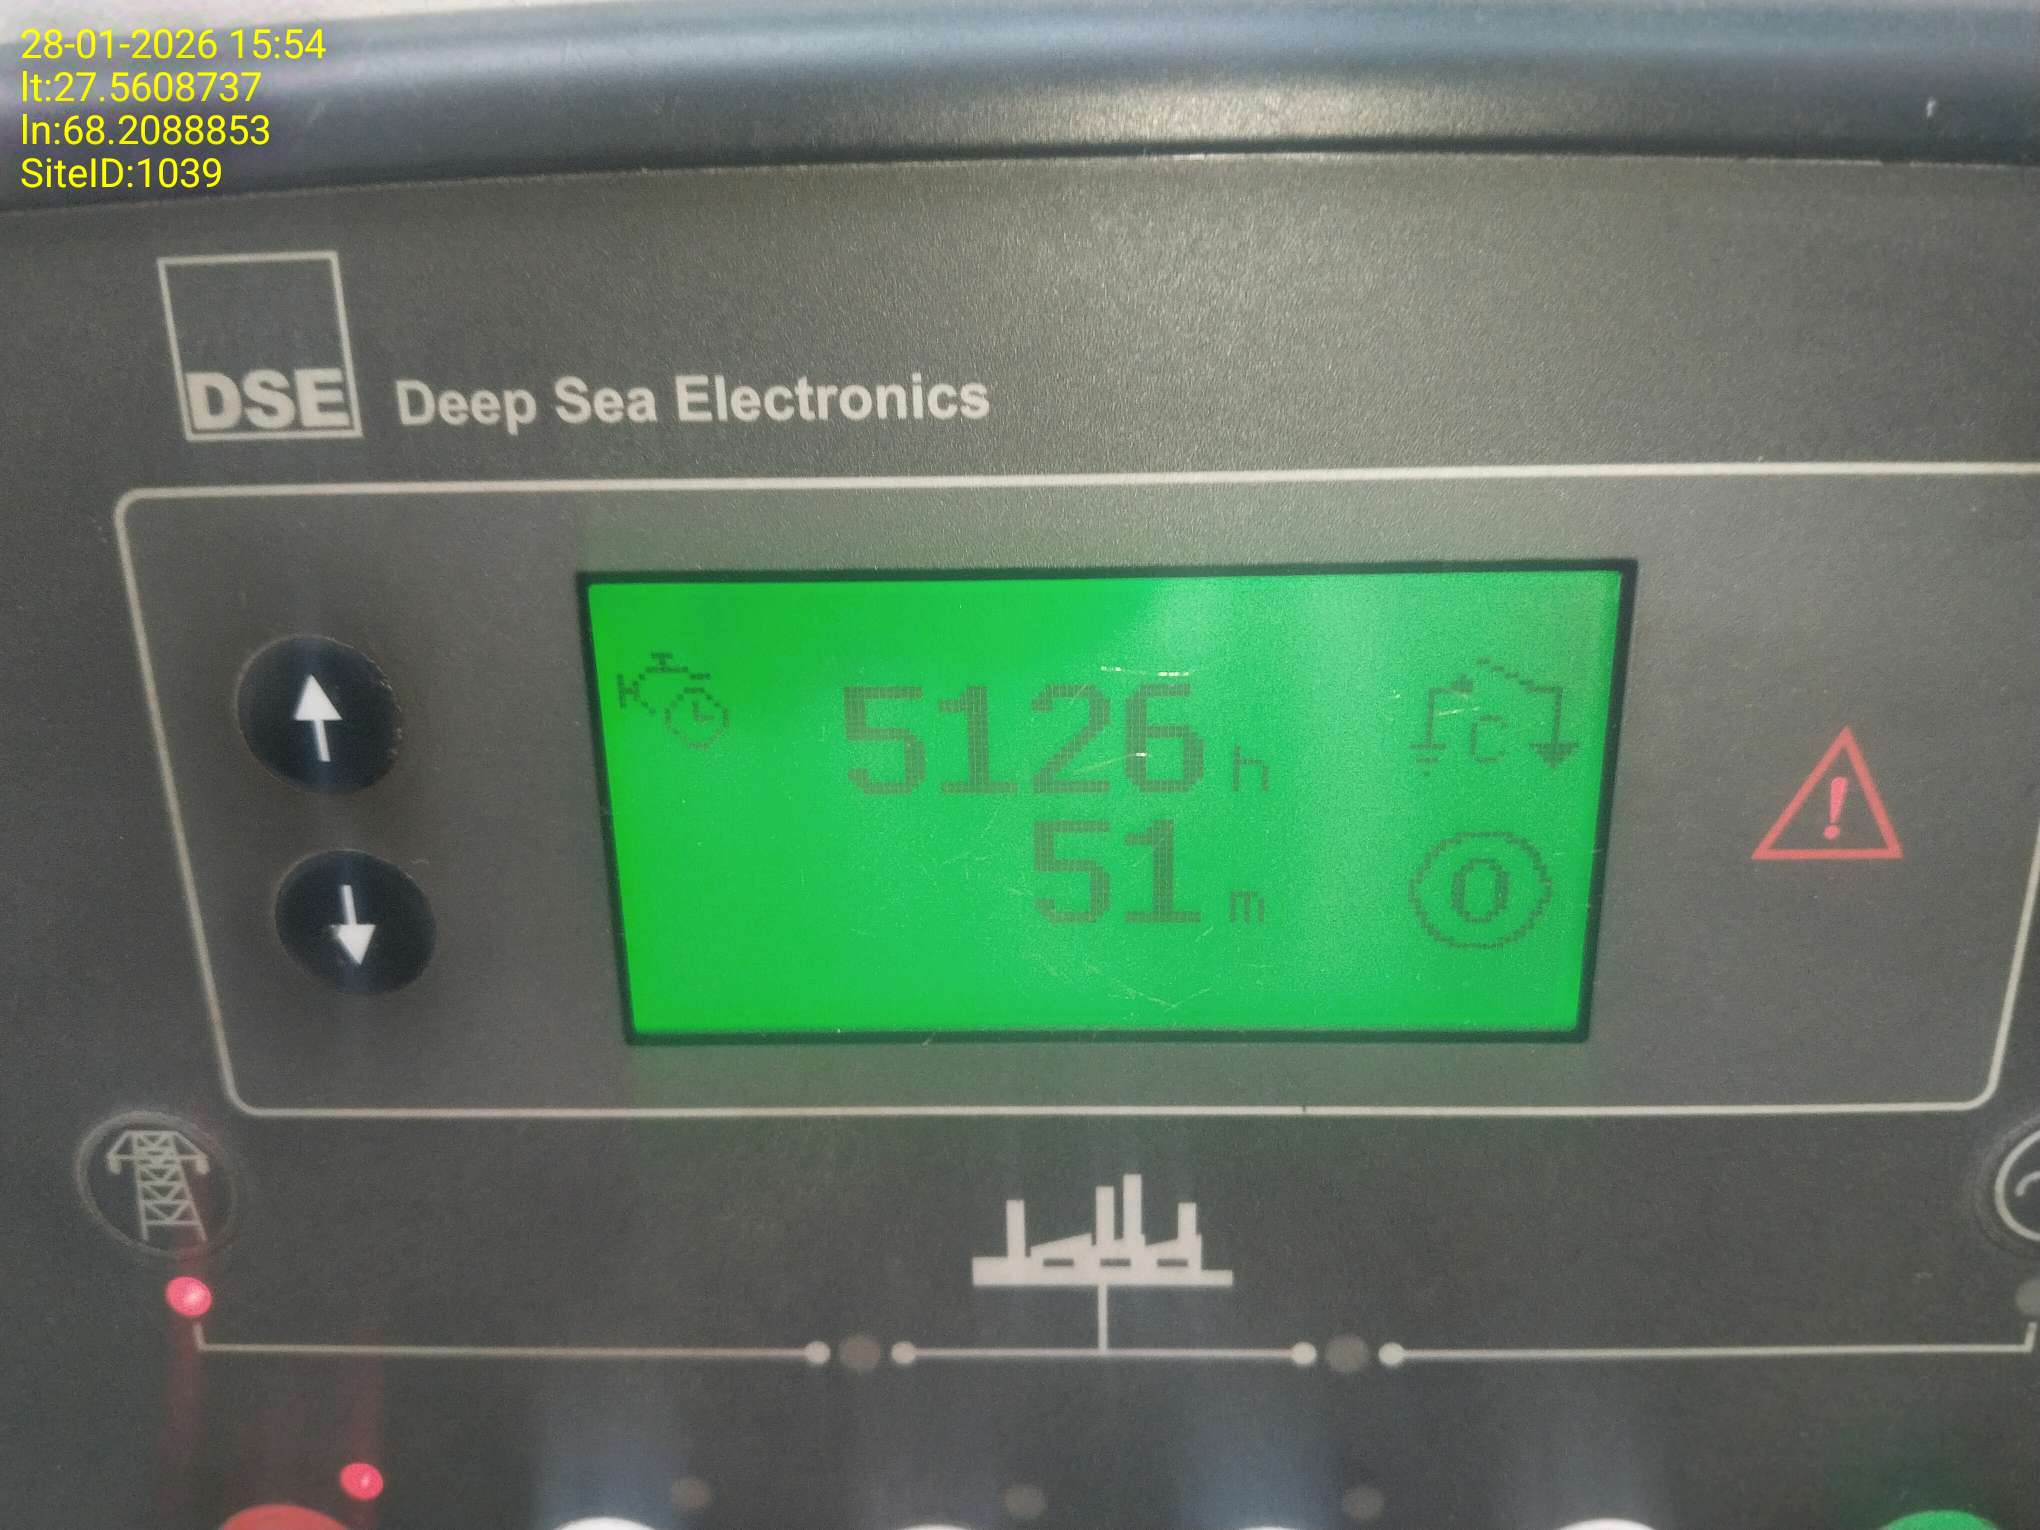 28-01-2026 15:54
lt:27.5608737
ln:68.2088853
SiteID:1039
DSE Deep Sea Electronics
5126 h
C
51 m
0